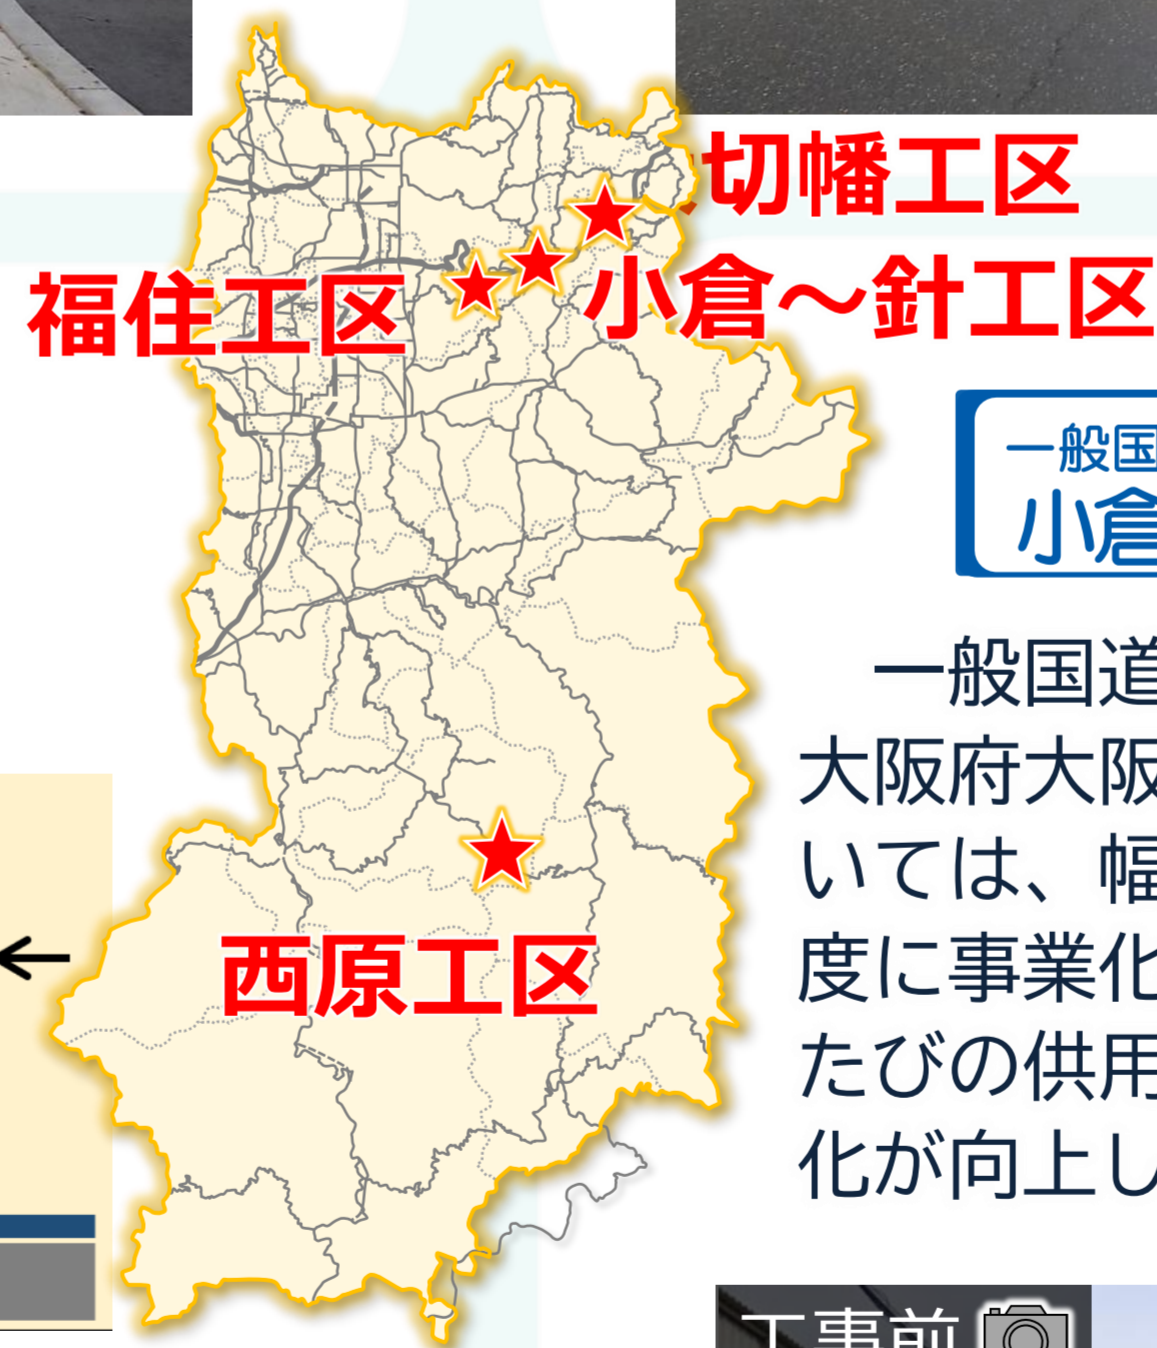 切幡工区
福住工区
小倉～針工区
一般国
小倉
一般国道
大阪府大阪
いては、幅
度に事業化
たびの供用
化が向上し
西原工区
工事前